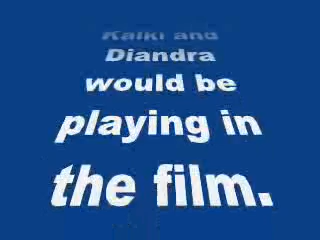 Kalki and
Diandra
would be
playing in
the film.